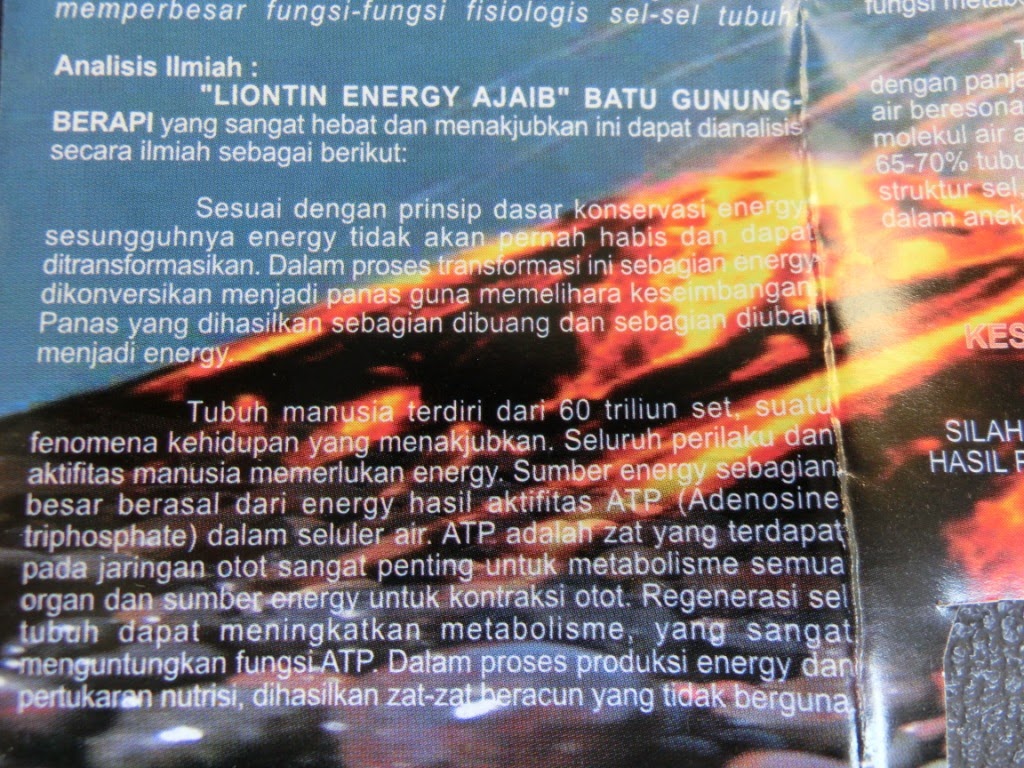 memperbesar fungsi-fungsi fisiologis sel-sel tubuh
Analisis Ilmiah :
"LIONTIN ENERGY AJAIB" BATU GUNUNG-
BERAPI yang sangat hebat dan menakjubkan ini dapat dianalisis
secara ilmiah sebagai berikut:
Sesuai dengan prinsip dasar konservasi energy
sesungguhnya energy tidak akan pernah habis dan dapat
ditransformasikan. Dalam proses transformasi ini sebagian energy
dikonversikan menjadi panas guna memelihara keseimbangan.
Panas yang dihasilkan sebagian dibuang dan sebagian diubah
menjadi energy.
Tubuh manusia terdiri dari 60 triliun set, suatu
fenomena kehidupan yang menakjubkan. Seluruh perilaku dan
aktifitas manusia memerlukan energy. Sumber energy sebagian
besar berasal dari energy hasil aktifitas ATP (Adenosine
triphosphate) dalam seluler air. ATP adalah zat yang terdapat
pada jaringan otot sangat penting untuk metabolisme semua
organ dan sumber energy untuk kontraksi otot. Regenerasi sel
tubuh dapat meningkatkan metabolisme, yang sangat
menguntungkan fungsi ATP. Dalam proses produksi energy dan
pertukaran nutrisi, dihasilkan zat-zat beracun yang tidak berguna
fungsi
dengan
air
molekul air
65-70%
struktur sel,
dalam
SILAH
HASIL